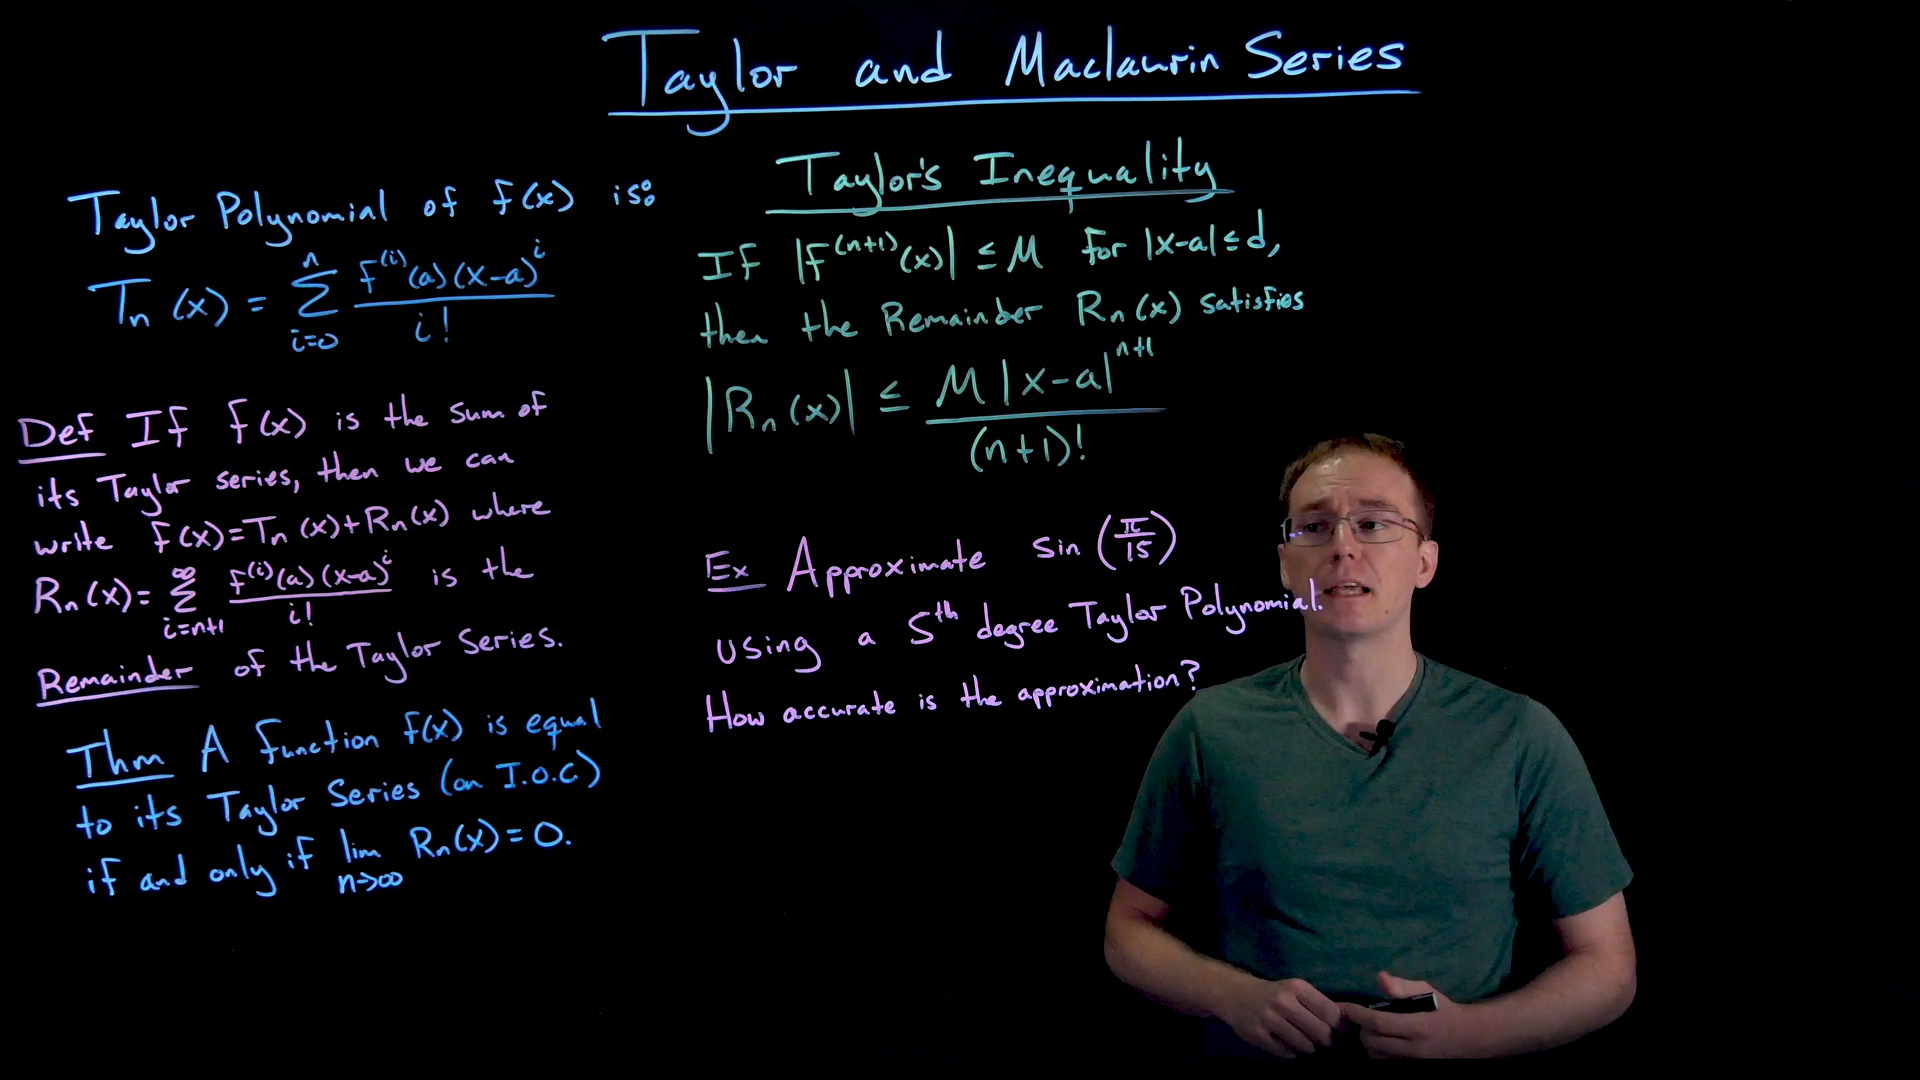 Taylor and Maclaurin Series
Taylor Polynomial of f(x) is:
Tₙ(x) = Σ_{i=0}^{n} f⁽ⁱ⁾(a)(x-a)ⁱ / i!
Def If f(x) is the sum of
its Taylor series, then we can
write f(x)=Tₙ(x)+Rₙ(x) where
Rₙ(x)= Σ_{i=n+1}^{∞} f⁽ⁱ⁾(a)(x-a)ⁱ / i! is the
Remainder of the Taylor Series.
Thm A function f(x) is equal
to its Taylor Series (on I.O.C)
if and only if lim_{n→∞} Rₙ(x)=0.
Taylor's Inequality
If |f⁽ⁿ⁺¹⁾(x)| ≤ M for |x-a| ≤ d,
then the Remainder Rₙ(x) satisfies
|Rₙ(x)| ≤ M|x-a|ⁿ⁺¹ / (n+1)!
Ex Approximate sin(π/15)
using a 5th degree Taylor Polynomial.
How accurate is the approximation?